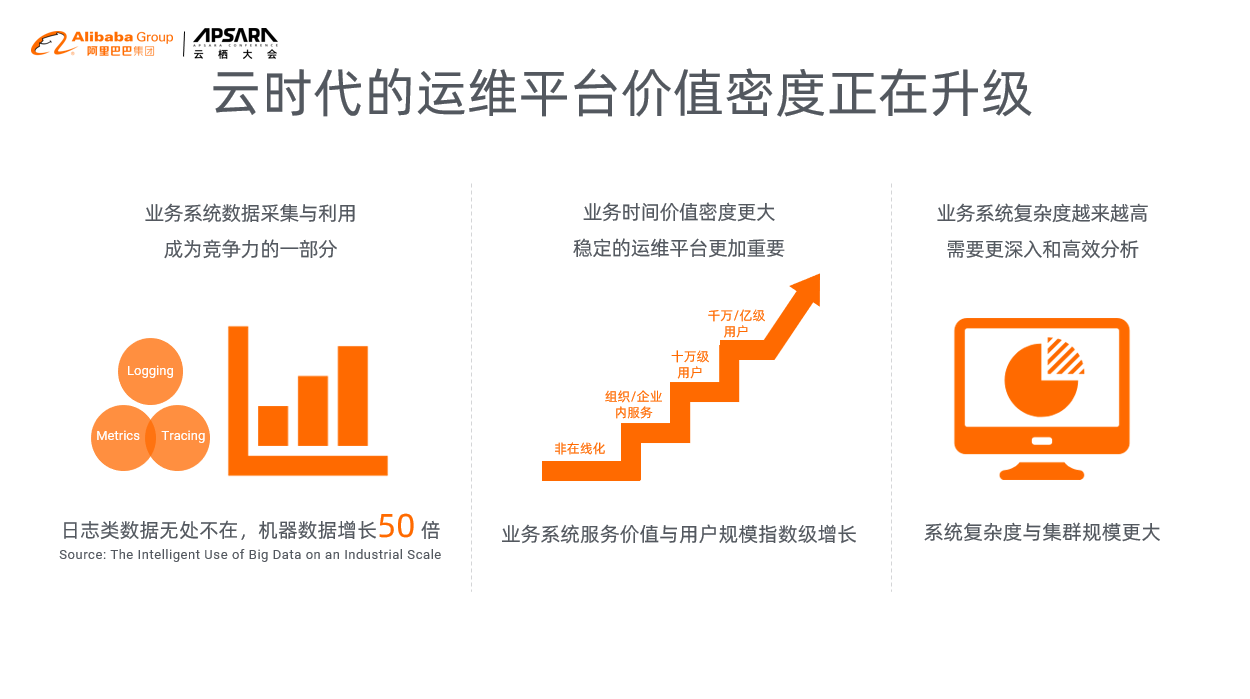 Alibaba Group
阿里巴巴集团
APSARA
APSARA CONFERENCE
云栖大会
云时代的运维平台价值密度正在升级
业务系统数据采集与利用
成为竞争力的一部分
Logging
Metrics
Tracing
日志类数据无处不在，机器数据增长50 倍
Source: The Intelligent Use of Big Data on an Industrial Scale
业务时间价值密度更大
稳定的运维平台更加重要
千万/亿级
用户
十万级
用户
组织/企业
内服务
非在线化
业务系统服务价值与用户规模指数级增长
业务系统复杂度越来越高
需要更深入和高效分析
系统复杂度与集群规模更大